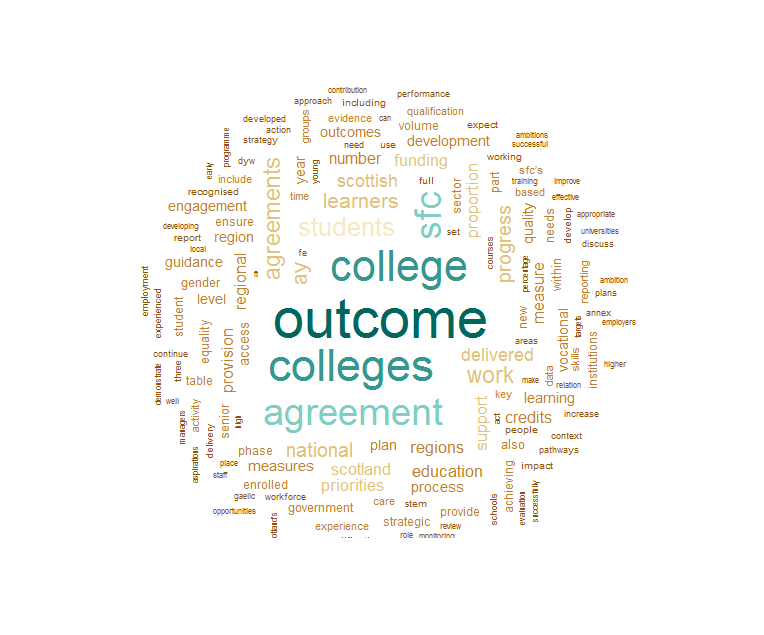 contribution
performance
approach
including
qualification
developed
groups
evidence
can
volume
expect
ambitions
action
outcomes
successful
strategy
need
use
development
early
programme
dyw
agreements
year
young
number
funding
working
include
scottish
full
sector
proportion
part
sfc's
training
improve
recognised
time
learners
sfc
based
effective
engagement
students
set
progress
quality
needs
develop
appropriate
developing
ensure
report
region
fe
courses
universities
discuss
local
guidance
regional
ay
college
percentage
measure
within
reporting
ambition
employment
experienced
gender
plans
student
level
outcome
new
vocational
targets
annex
employers
equality
access
areas
continue
provision
colleges
delivered
skills
institutions
demonstrate
three
table
work
make
data
relation
higher
well
key
learning
managers
activity
senior
high
agreement
support
act
credits
increase
delivery
people
context
phase
national
plan
regions
also
pathways
aspirations
place
measures
scotland
education
achieving
impact
staff
enrolled
priorities
process
gaelic
workforce
care
stem
schools
evaluation
successfully
opportunities
government
strategic
provide
experience
review
role
monitoring